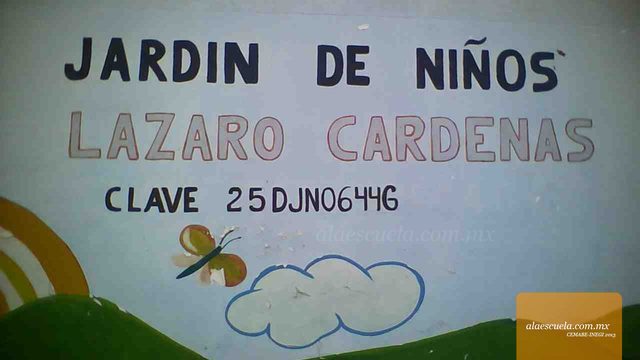 JARDIN DE NIÑOS
LAZARO CARDENAS
CLAVE 25DJN0644G
alaescuela.com.mx
alaescuela.com.mx
CEMABE-INEGI 2013